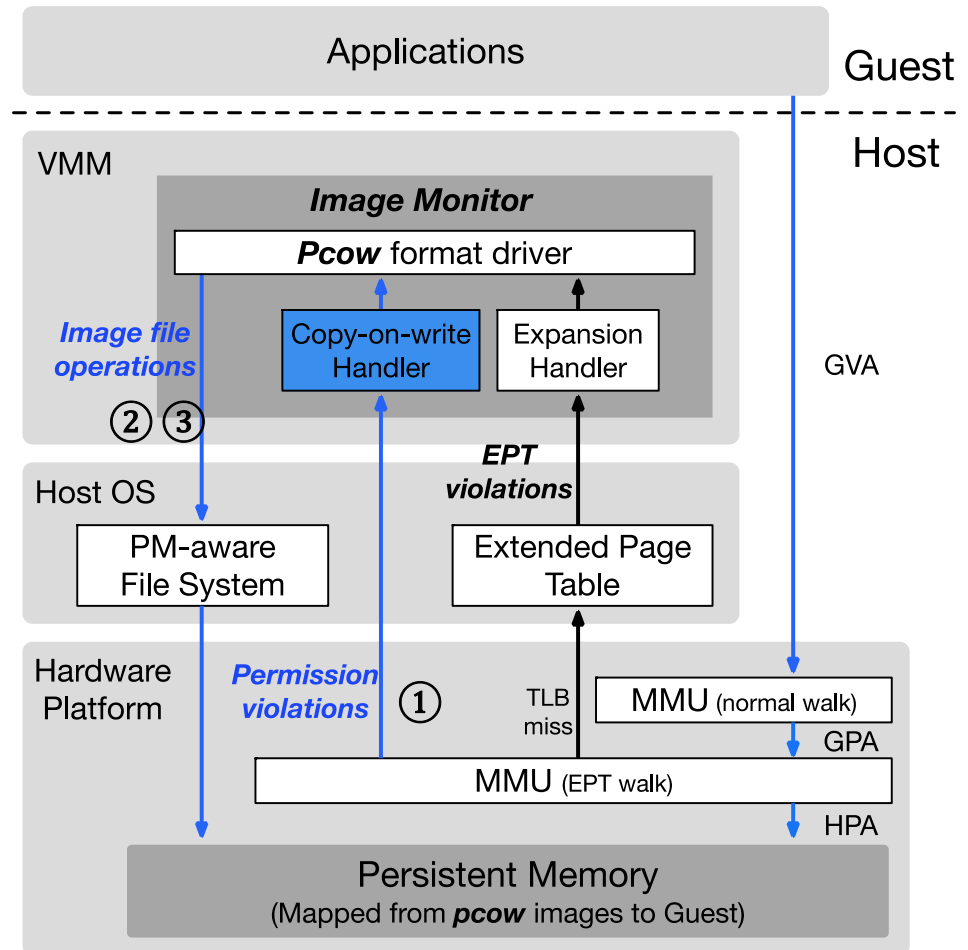 Applications
Guest
Host
VMM
Image Monitor
Pcow format driver
Image file
operations
Copy-on-write
Handler
Expansion
Handler
GVA
② ③
EPT
violations
Host OS
PM-aware
File System
Extended Page
Table
Hardware
Platform
Permission
violations
①
TLB
miss
MMU (normal walk)
GPA
MMU (EPT walk)
HPA
Persistent Memory
(Mapped from pcow images to Guest)